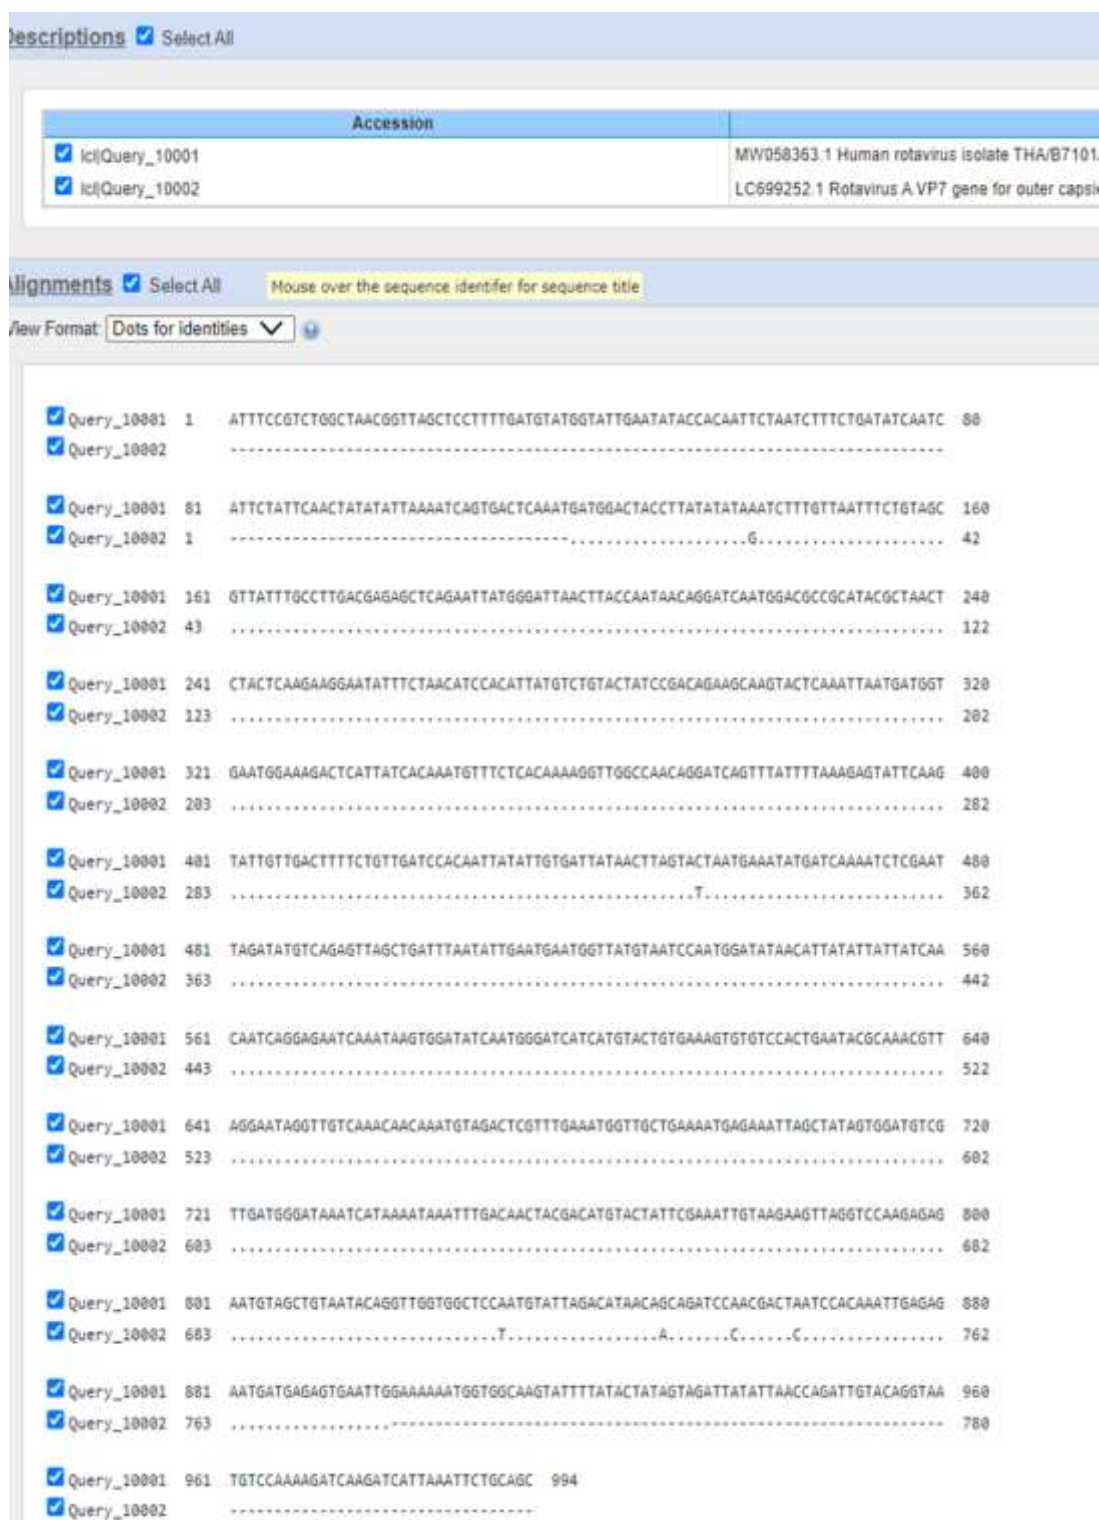 Descriptions Select All
Accession
lcl|Query_10001 MW058363.1 Human rotavirus isolate THA/B7101
lcl|Query_10002 LC699252.1 Rotavirus A VP7 gene for outer capsi
Alignments Select All Mouse over the sequence identifer for sequence title
View Format: Dots for identities
Query_10001 1 ATTTCCGTCTGGCTAACGGTTAGCTCCTTTTGATGTATGGTATTGAATATACCACAATTCTAATCTTTCTGATATCAATC 80
Query_10002 --------------------------------------------------------------------------------
Query_10001 81 ATTCTATTCAACTATATATTAAAATCAGTGACTCAAATGATGGACTACCTTATATATAAATCTTTGTTAATTTCTGTAGC 160
Query_10002 1 --------------------------------------....................G..................... 42
Query_10001 161 GTTATTTGCCTTGACGAGAGCTCAGAATTATGGGATTAACTTACCAATAACAGGATCAATGGACGCCGCATACGCTAACT 240
Query_10002 43 ................................................................................ 122
Query_10001 241 CTACTCAAGAAGGAATATTTCTAACATCCACATTATGTCTGTACTATCCGACAGAAGCAAGTACTCAAATTAATGATGGT 320
Query_10002 123 ................................................................................ 202
Query_10001 321 GAATGGAAAGACTCATTATCACAAATGTTTCTCACAAAAGGTTGGCCAACAGGATCAGTTTATTTTAAAGAGTATTCAAG 400
Query_10002 203 ................................................................................ 282
Query_10001 401 TATTGTTGACTTTTCTGTTGATCCACAATTATATTGTGATTATAACTTAGTACTAATGAAATATGATCAAAATCTCGAAT 480
Query_10002 283 ....................................................T........................... 362
Query_10001 481 TAGATATGTCAGAGTTAGCTGATTTAATATTGAATGAATGGTTATGTAATCCAATGGATATAACATTATATTATTATCAA 560
Query_10002 363 ................................................................................ 442
Query_10001 561 CAATCAGGAGAATCAAATAAGTGGATATCAATGGGATCATCATGTACTGTGAAAGTGTGTCCACTGAATACGCAAACGTT 640
Query_10002 443 ................................................................................ 522
Query_10001 641 AGGAATAGGTTGTCAAACAACAAATGTAGACTCGTTTGAAATGGTTGCTGAAAATGAGAAATTAGCTATAGTGGATGTCG 720
Query_10002 523 ................................................................................ 602
Query_10001 721 TTGATGGGATAAATCATAAAATAAATTTGACAACTACGACATGTACTATTCGAAATTGTAAGAAGTTAGGTCCAAGAGAG 800
Query_10002 603 ................................................................................ 682
Query_10001 801 AATGTAGCTGTAATACAGGTTGGTGGCTCCAATGTATTAGACATAACAGCAGATCCAACGACTAATCCACAAATTGAGAG 880
Query_10002 683 ..............................T.................A.......C......C................ 762
Query_10001 881 AATGATGAGAGTGAATTGGAAAAAATGGTGGCAAGTATTTTATACTATAGTAGATTATATTAACCAGATTGTACAGGTAA 960
Query_10002 763 ..................-------------------------------------------------------------- 780
Query_10001 961 TGTCCAAAAGATCAAGATCATTAAATTCTGCAGC 994
Query_10002 ----------------------------------